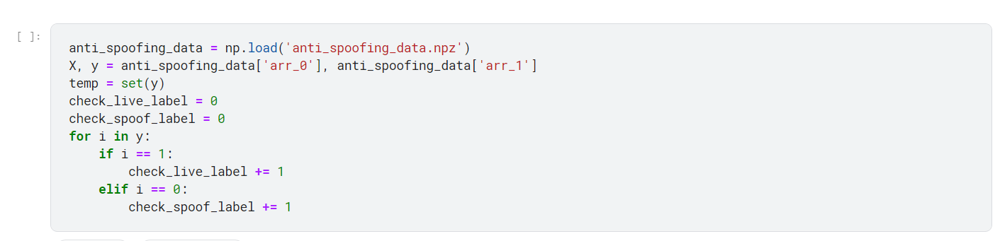 [ ]:
anti_spoofing_data = np.load('anti_spoofing_data.npz')
X, y = anti_spoofing_data['arr_0'], anti_spoofing_data['arr_1']
temp = set(y)
check_live_label = 0
check_spoof_label = 0
for i in y:
    if i == 1:
        check_live_label += 1
    elif i == 0:
        check_spoof_label += 1